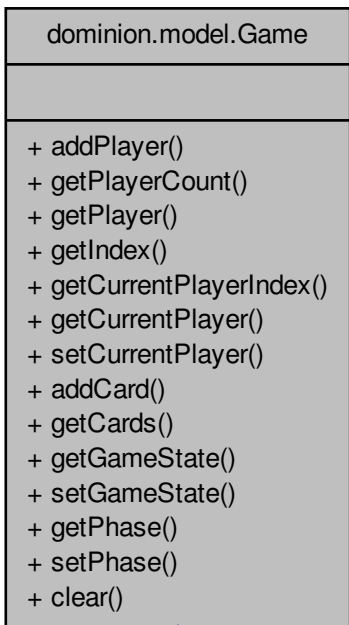 dominion.model.Game
+ addPlayer()
+ getPlayerCount()
+ getPlayer()
+ getIndex()
+ getCurrentPlayerIndex()
+ getCurrentPlayer()
+ setCurrentPlayer()
+ addCard()
+ getCards()
+ getGameState()
+ setGameState()
+ getPhase()
+ setPhase()
+ clear()